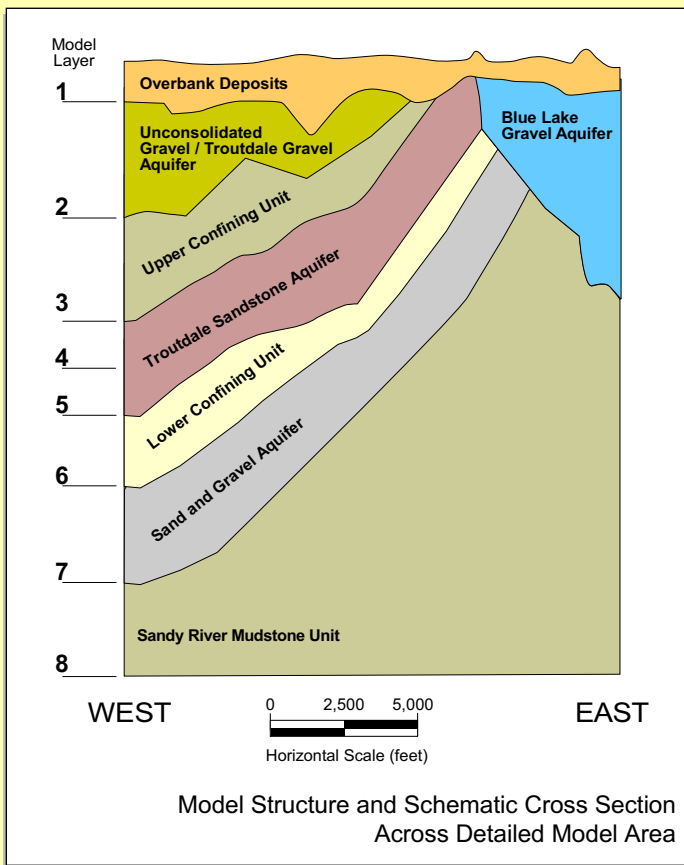 Model
Layer
1
Overbank Deposits
Unconsolidated
Gravel / Troutdale Gravel
Aquifer
Blue Lake
Gravel Aquifer
2
Upper Confining Unit
3
Troutdale Sandstone Aquifer
4
5
Lower Confining Unit
6
Sand and Gravel Aquifer
7
Sandy River Mudstone Unit
8
WEST
0 2,500 5,000
EAST
Horizontal Scale (feet)
Model Structure and Schematic Cross Section
Across Detailed Model Area